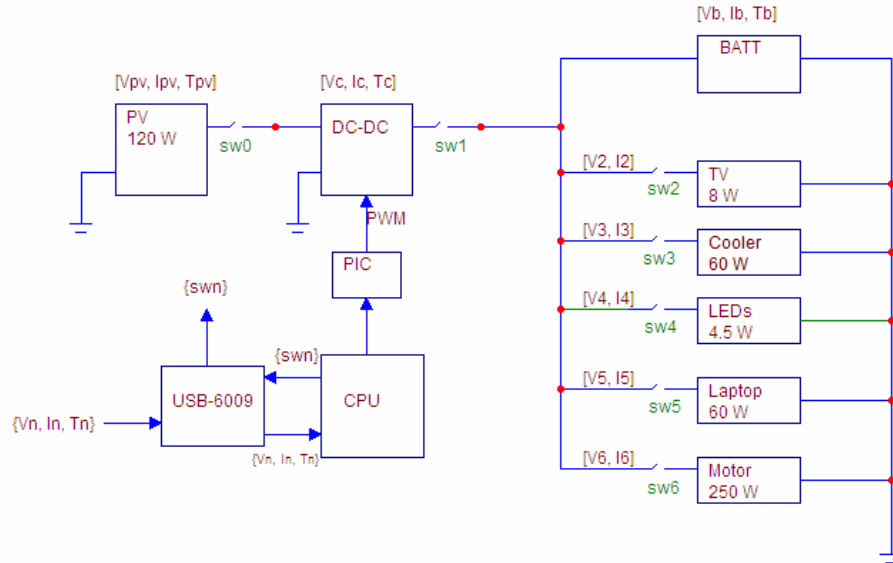 [Vb, Ib, Tb]
BATT
[Vpv, Ipv, Tpv]
PV
120 W
sw0
[Vc, Ic, Tc]
DC-DC
sw1
PWM
PIC
[V2, I2]
sw2
TV
8 W
[V3, I3]
sw3
Cooler
60 W
[V4, I4]
sw4
LEDs
4.5 W
[V5, I5]
sw5
Laptop
60 W
[V6, I6]
sw6
Motor
250 W
{swn}
{swn}
USB-6009
CPU
{Vn, In, Tn}
{Vn, In, Tn}